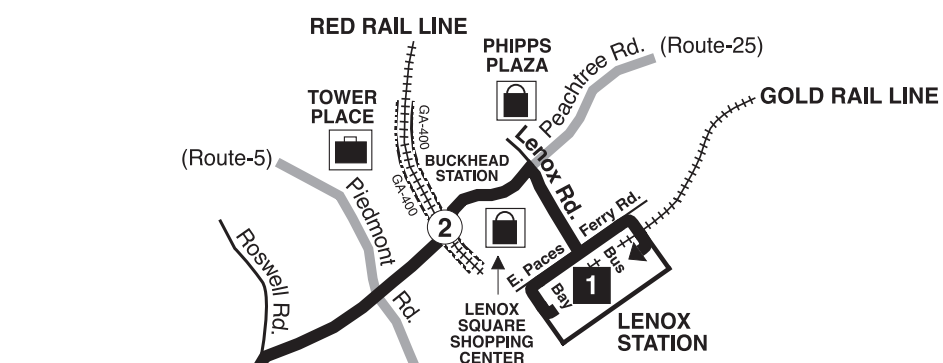 RED RAIL LINE
PHIPPS
PLAZA
Peachtree Rd.
(Route-25)
GOLD RAIL LINE
TOWER
PLACE
GA-400
(Route-5)
BUCKHEAD
STATION
Lenox Rd.
GA-400
Piedmont
Rd.
2
Roswell Rd.
E. Paces
Ferry Rd.
Bus
Bay
1
LENOX
SQUARE
SHOPPING
CENTER
LENOX
STATION